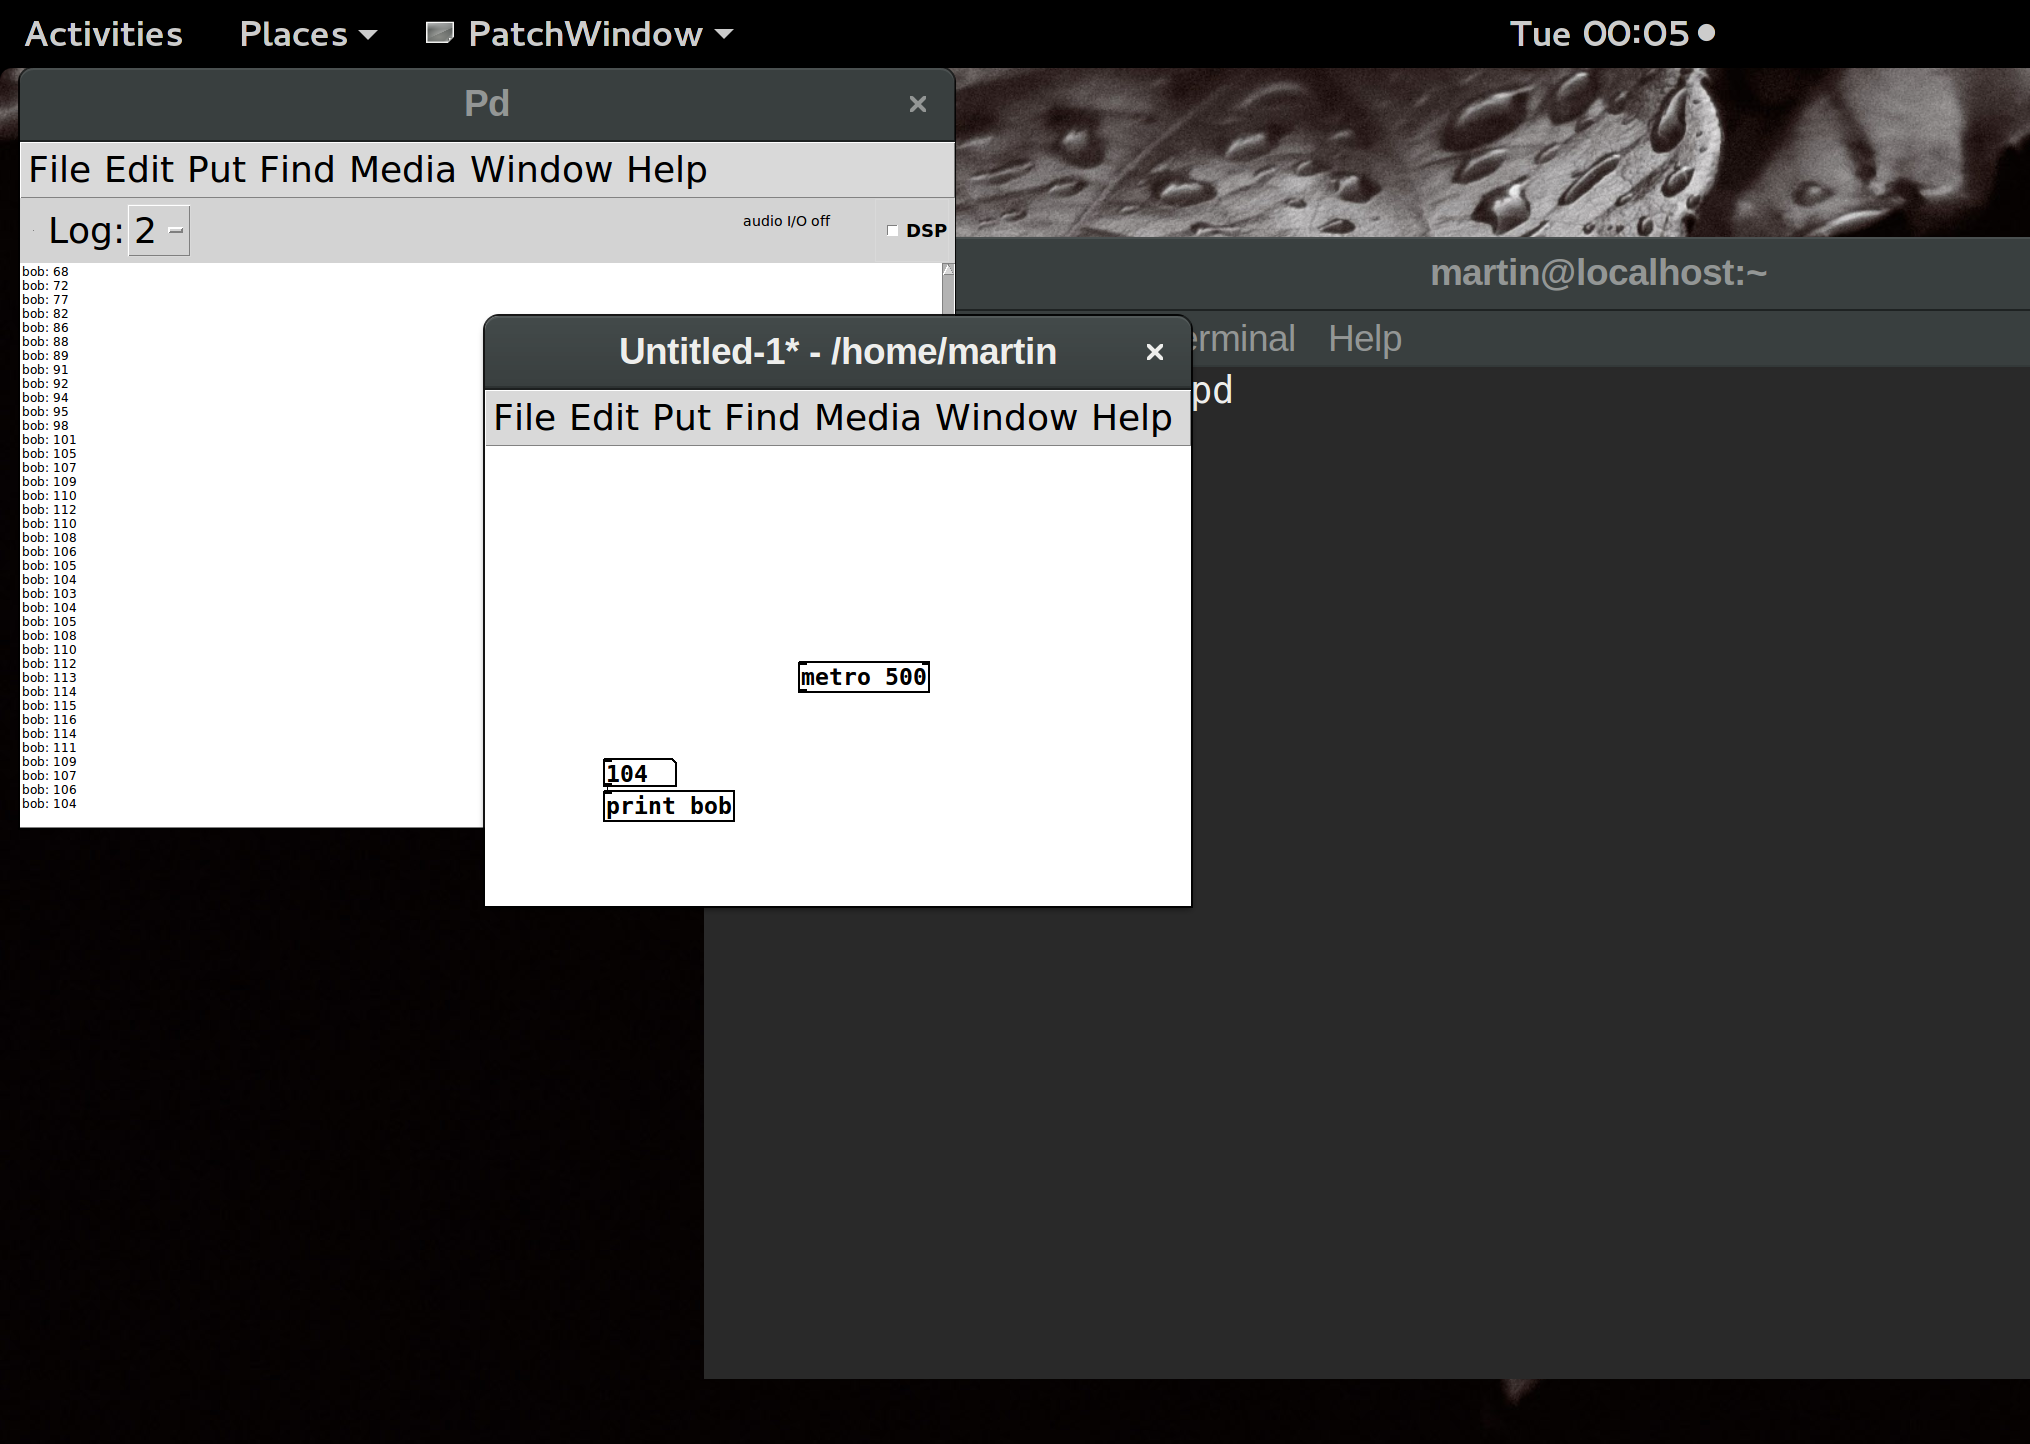 Activities Places PatchWindow Tue 00:05
Pd
File Edit Put Find Media Window Help
Log: 2 audio I/O off DSP
bob: 68
bob: 72
bob: 77
bob: 82
bob: 86
bob: 88
bob: 89
bob: 91
bob: 92
bob: 94
bob: 95
bob: 98
bob: 101
bob: 105
bob: 107
bob: 109
bob: 110
bob: 112
bob: 110
bob: 108
bob: 106
bob: 105
bob: 104
bob: 103
bob: 104
bob: 105
bob: 108
bob: 110
bob: 112
bob: 113
bob: 114
bob: 115
bob: 116
bob: 114
bob: 111
bob: 109
bob: 107
bob: 106
bob: 104
Untitled-1* - /home/martin
File Edit Put Find Media Window Help
metro 500
104
print bob
martin@localhost:~
erminal Help
pd